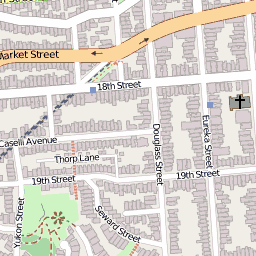 Market Street
18th Street
Caselli Avenue
Thorp Lane
Douglass Street
Eureka Street
19th Street
19th Street
Seward Street
Yukon Street